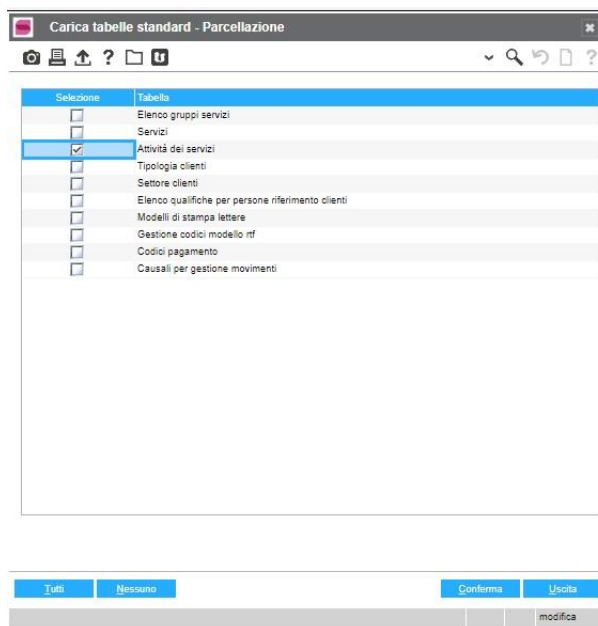 Carica tabelle standard - Parcellazione
Selezione Tabella
Elenco gruppi servizi
Servizi
Attività dei servizi
Tipologia clienti
Settore clienti
Elenco qualifiche per persone riferimento clienti
Modelli di stampa lettere
Gestione codici modello rtf
Codici pagamento
Causali per gestione movimenti
Tutti Nessuno Conferma Uscita
modifica